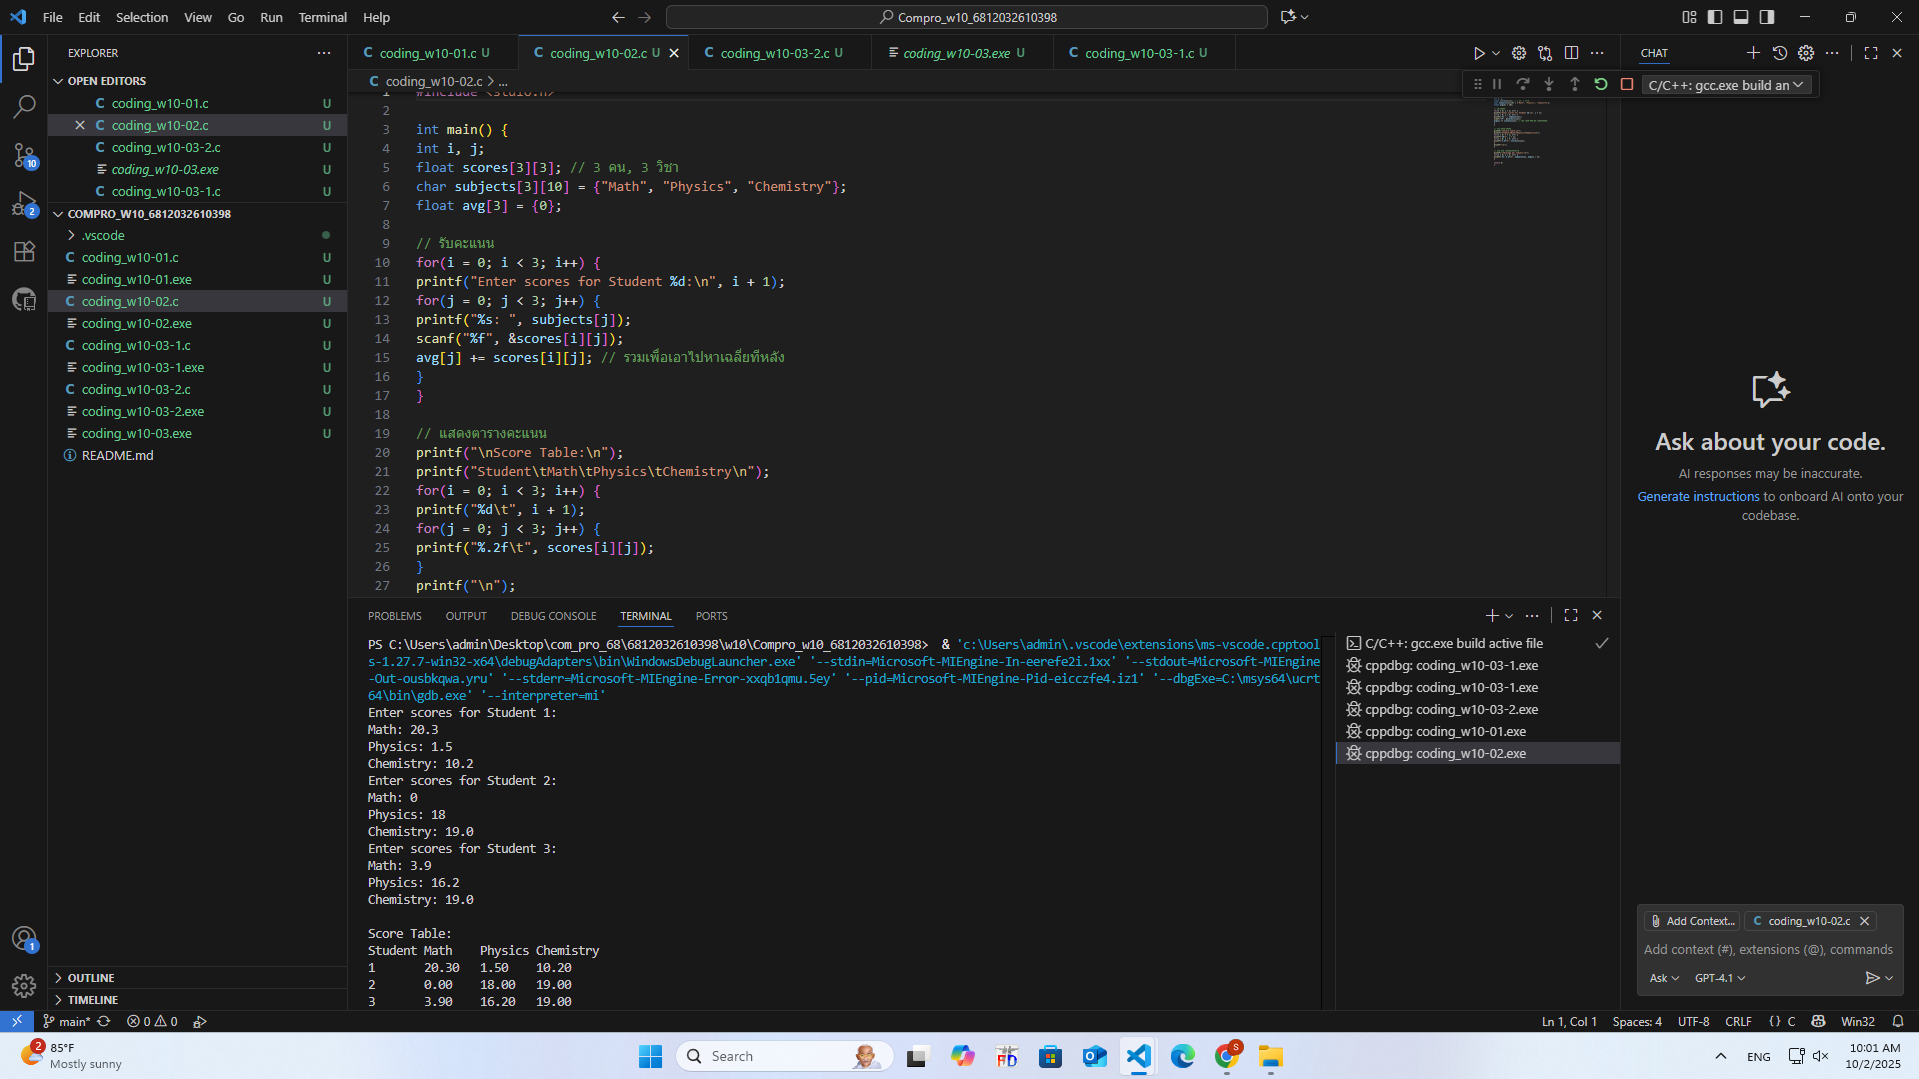 File Edit Selection View Go Run Terminal Help
Compro_w10_6812032610398
EXPLORER
OPEN EDITORS
coding_w10-01.c U
coding_w10-02.c U
coding_w10-03-2.c U
coding_w10-03.exe U
coding_w10-03-1.c U
COMPRO_W10_6812032610398
.vscode
coding_w10-01.c U
coding_w10-01.exe U
coding_w10-02.c U
coding_w10-02.exe U
coding_w10-03-1.c U
coding_w10-03-1.exe U
coding_w10-03-2.c U
coding_w10-03-2.exe U
coding_w10-03.exe U
README.md
OUTLINE
TIMELINE
coding_w10-01.c U coding_w10-02.c U coding_w10-03-2.c U coding_w10-03.exe U coding_w10-03-1.c U
coding_w10-02.c > ...
C/C++: gcc.exe build an
1 #include <stdio.h>
2
3 int main() {
4 int i, j;
5 float scores[3][3]; // 3 คน, 3 วิชา
6 char subjects[3][10] = {"Math", "Physics", "Chemistry"};
7 float avg[3] = {0};
8
9 // รับคะแนน
10 for(i = 0; i < 3; i++) {
11 printf("Enter scores for Student %d:\n", i + 1);
12 for(j = 0; j < 3; j++) {
13 printf("%s: ", subjects[j]);
14 scanf("%f", &scores[i][j]);
15 avg[j] += scores[i][j]; // รวมเพื่อเอาไปหาเฉลี่ยทีหลัง
16 }
17 }
18
19 // แสดงตารางคะแนน
20 printf("\nScore Table:\n");
21 printf("Student\tMath\tPhysics\tChemistry\n");
22 for(i = 0; i < 3; i++) {
23 printf("%d\t", i + 1);
24 for(j = 0; j < 3; j++) {
25 printf("%.2f\t", scores[i][j]);
26 }
27 printf("\n");
PROBLEMS OUTPUT DEBUG CONSOLE TERMINAL PORTS
PS C:\Users\admin\Desktop\com_pro_68\6812032610398\w10\Compro_w10_6812032610398> & 'c:\Users\admin\.vscode\extensions\ms-vscode.cpptool
s-1.27.7-win32-x64\debugAdapters\bin\WindowsDebugLauncher.exe' '--stdin=Microsoft-MIEngine-In-eerefe2i.1xx' '--stdout=Microsoft-MIEngine
-Out-ousbkqwa.yru' '--stderr=Microsoft-MIEngine-Error-xxqb1qmu.5ey' '--pid=Microsoft-MIEngine-Pid-eicczfe4.iz1' '--dbgExe=C:\msys64\ucrt
64\bin\gdb.exe' '--interpreter=mi'
Enter scores for Student 1:
Math: 20.3
Physics: 1.5
Chemistry: 10.2
Enter scores for Student 2:
Math: 0
Physics: 18
Chemistry: 19.0
Enter scores for Student 3:
Math: 3.9
Physics: 16.2
Chemistry: 19.0
Score Table:
Student Math Physics Chemistry
1 20.30 1.50 10.20
2 0.00 18.00 19.00
3 3.90 16.20 19.00
C/C++: gcc.exe build active file
cppdbg: coding_w10-03-1.exe
cppdbg: coding_w10-03-1.exe
cppdbg: coding_w10-03-2.exe
cppdbg: coding_w10-01.exe
cppdbg: coding_w10-02.exe
CHAT
Ask about your code.
AI responses may be inaccurate.
Generate instructions to onboard AI onto your
codebase.
Add Context... coding_w10-02.c
Add context (#), extensions (@), commands
Ask GPT-4.1
10
2
1
main* 0 0
Ln 1, Col 1 Spaces: 4 UTF-8 CRLF {} C Win32
2
85°F
Mostly sunny
Search
S
ENG
10:01 AM
10/2/2025